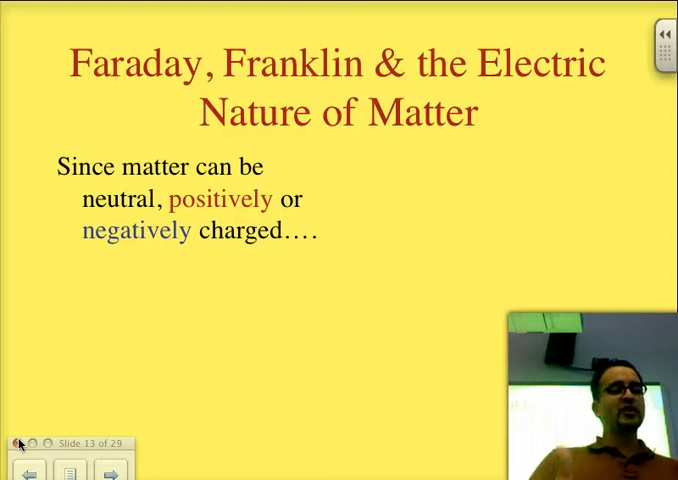 Faraday, Franklin & the Electric
Nature of Matter
Since matter can be
neutral, positively or
negatively charged….
Slide 13 of 29